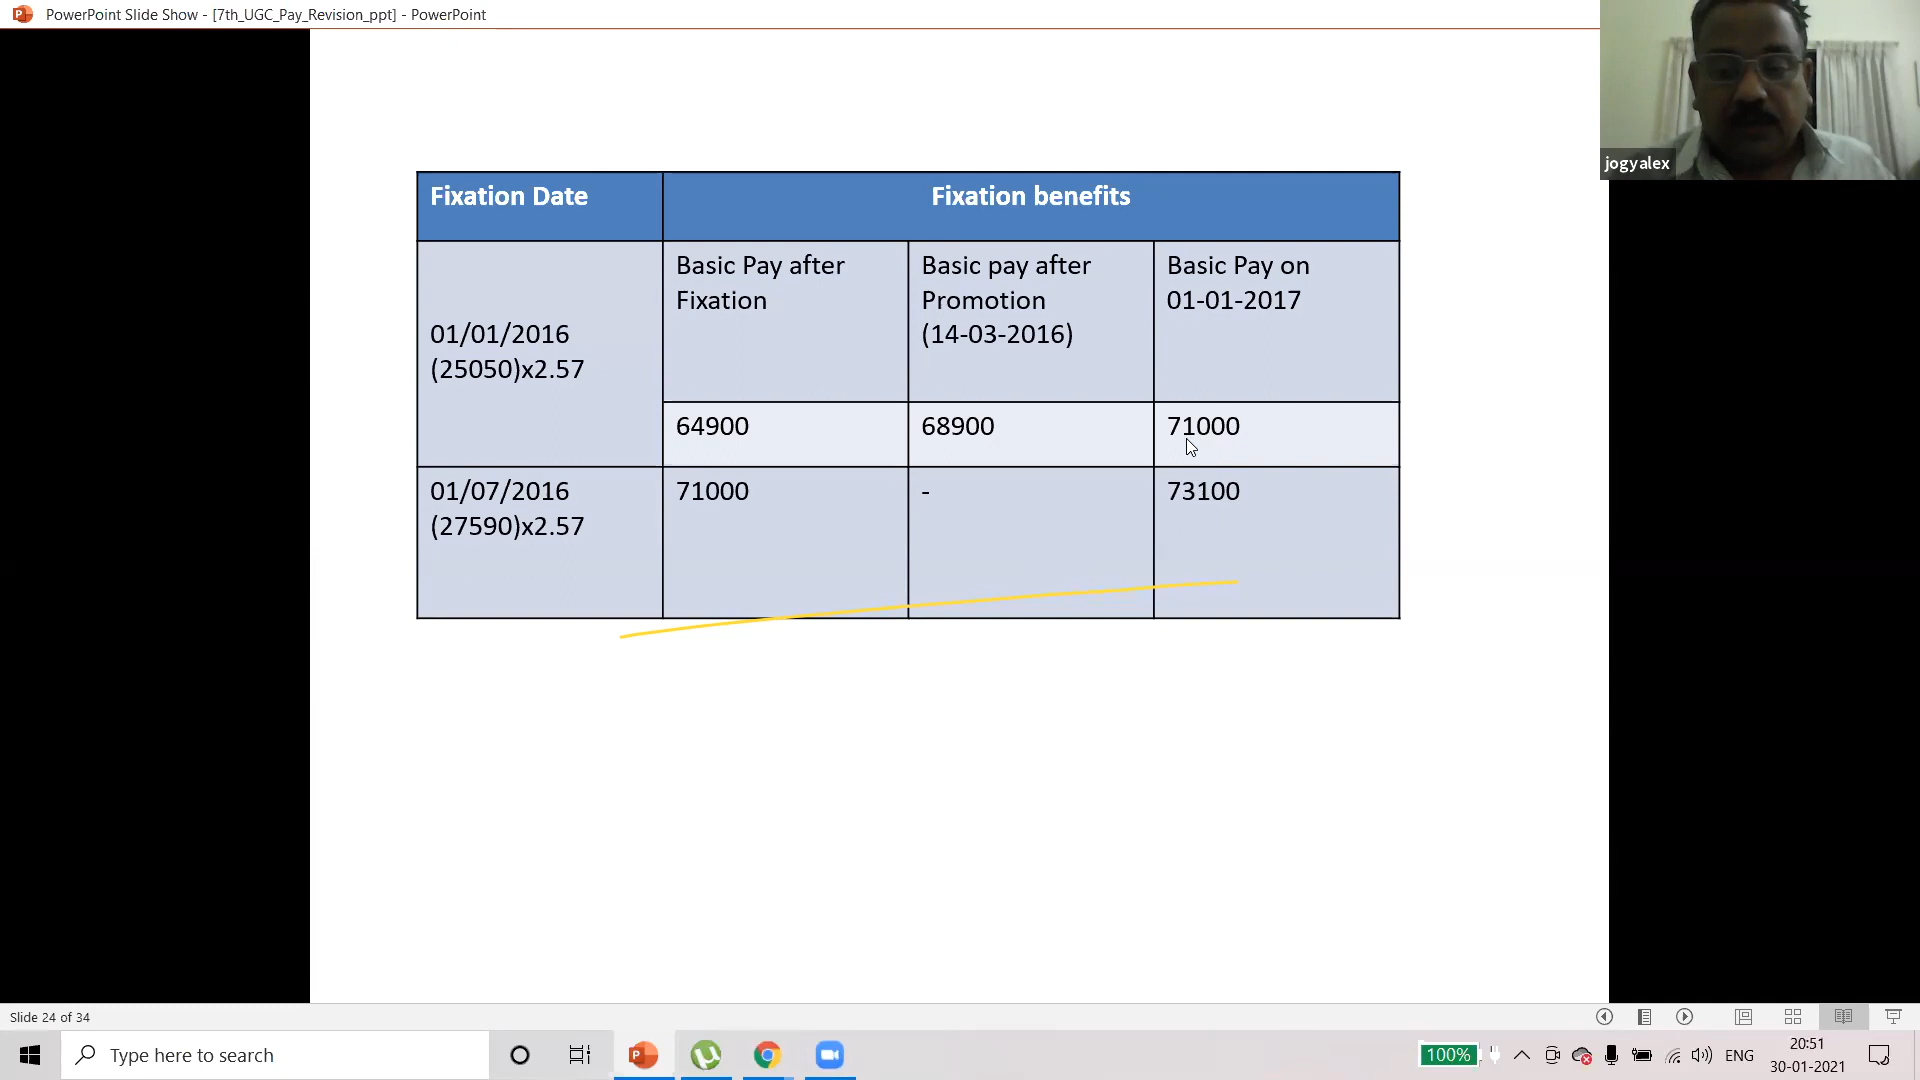 PowerPoint Slide Show - [7th_UGC_Pay_Revision_ppt] - PowerPoint
jogyalex
Fixation Date
Fixation benefits
01/01/2016
(25050)x2.57
Basic Pay after
Fixation
Basic pay after
Promotion
(14-03-2016)
Basic Pay on
01-01-2017
64900
68900
71000
01/07/2016
(27590)x2.57
71000
-
73100
Slide 24 of 34
Type here to search
100%
ENG
20:51
30-01-2021